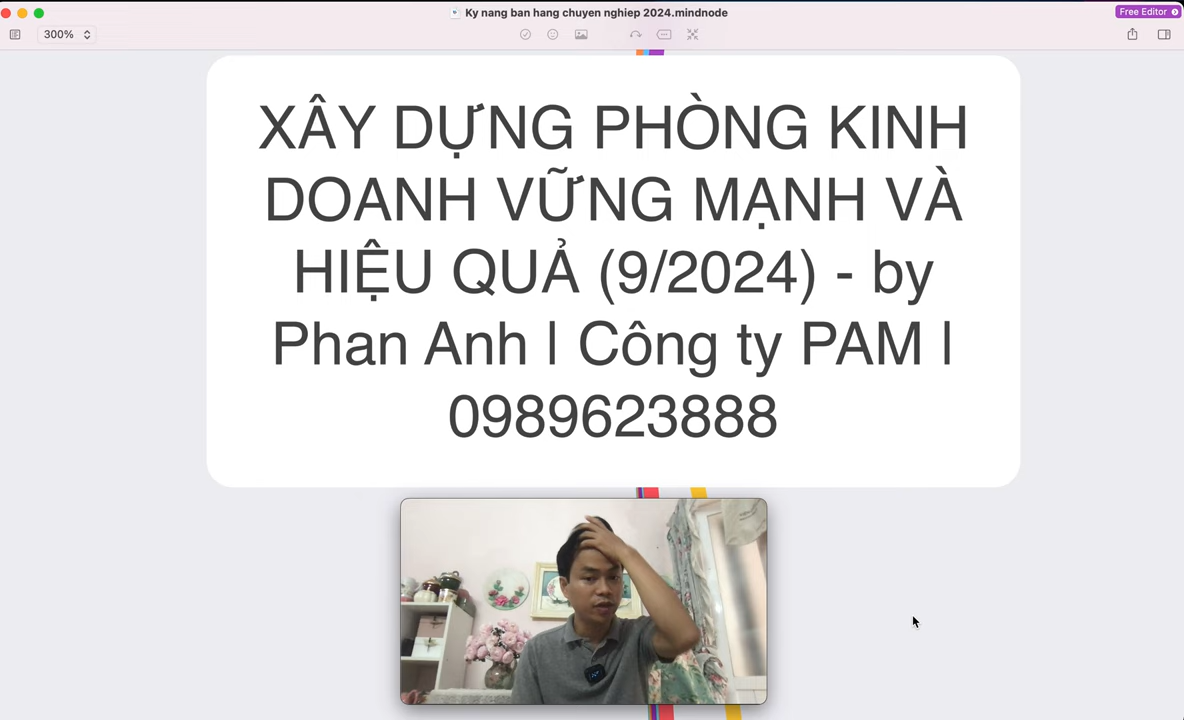 Ky nang ban hang chuyen nghiep 2024.mindnode
Free Editor
300%
XÂY DỰNG PHÒNG KINH
DOANH VỮNG MẠNH VÀ
HIỆU QUẢ (9/2024) - by
Phan Anh | Công ty PAM |
0989623888